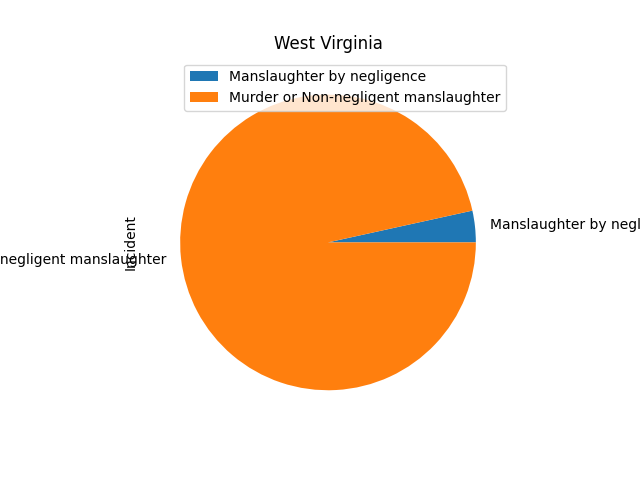 West Virginia
Manslaughter by negligence
Murder or Non-negligent manslaughter
Manslaughter by negl
negligent manslaughter
Incident